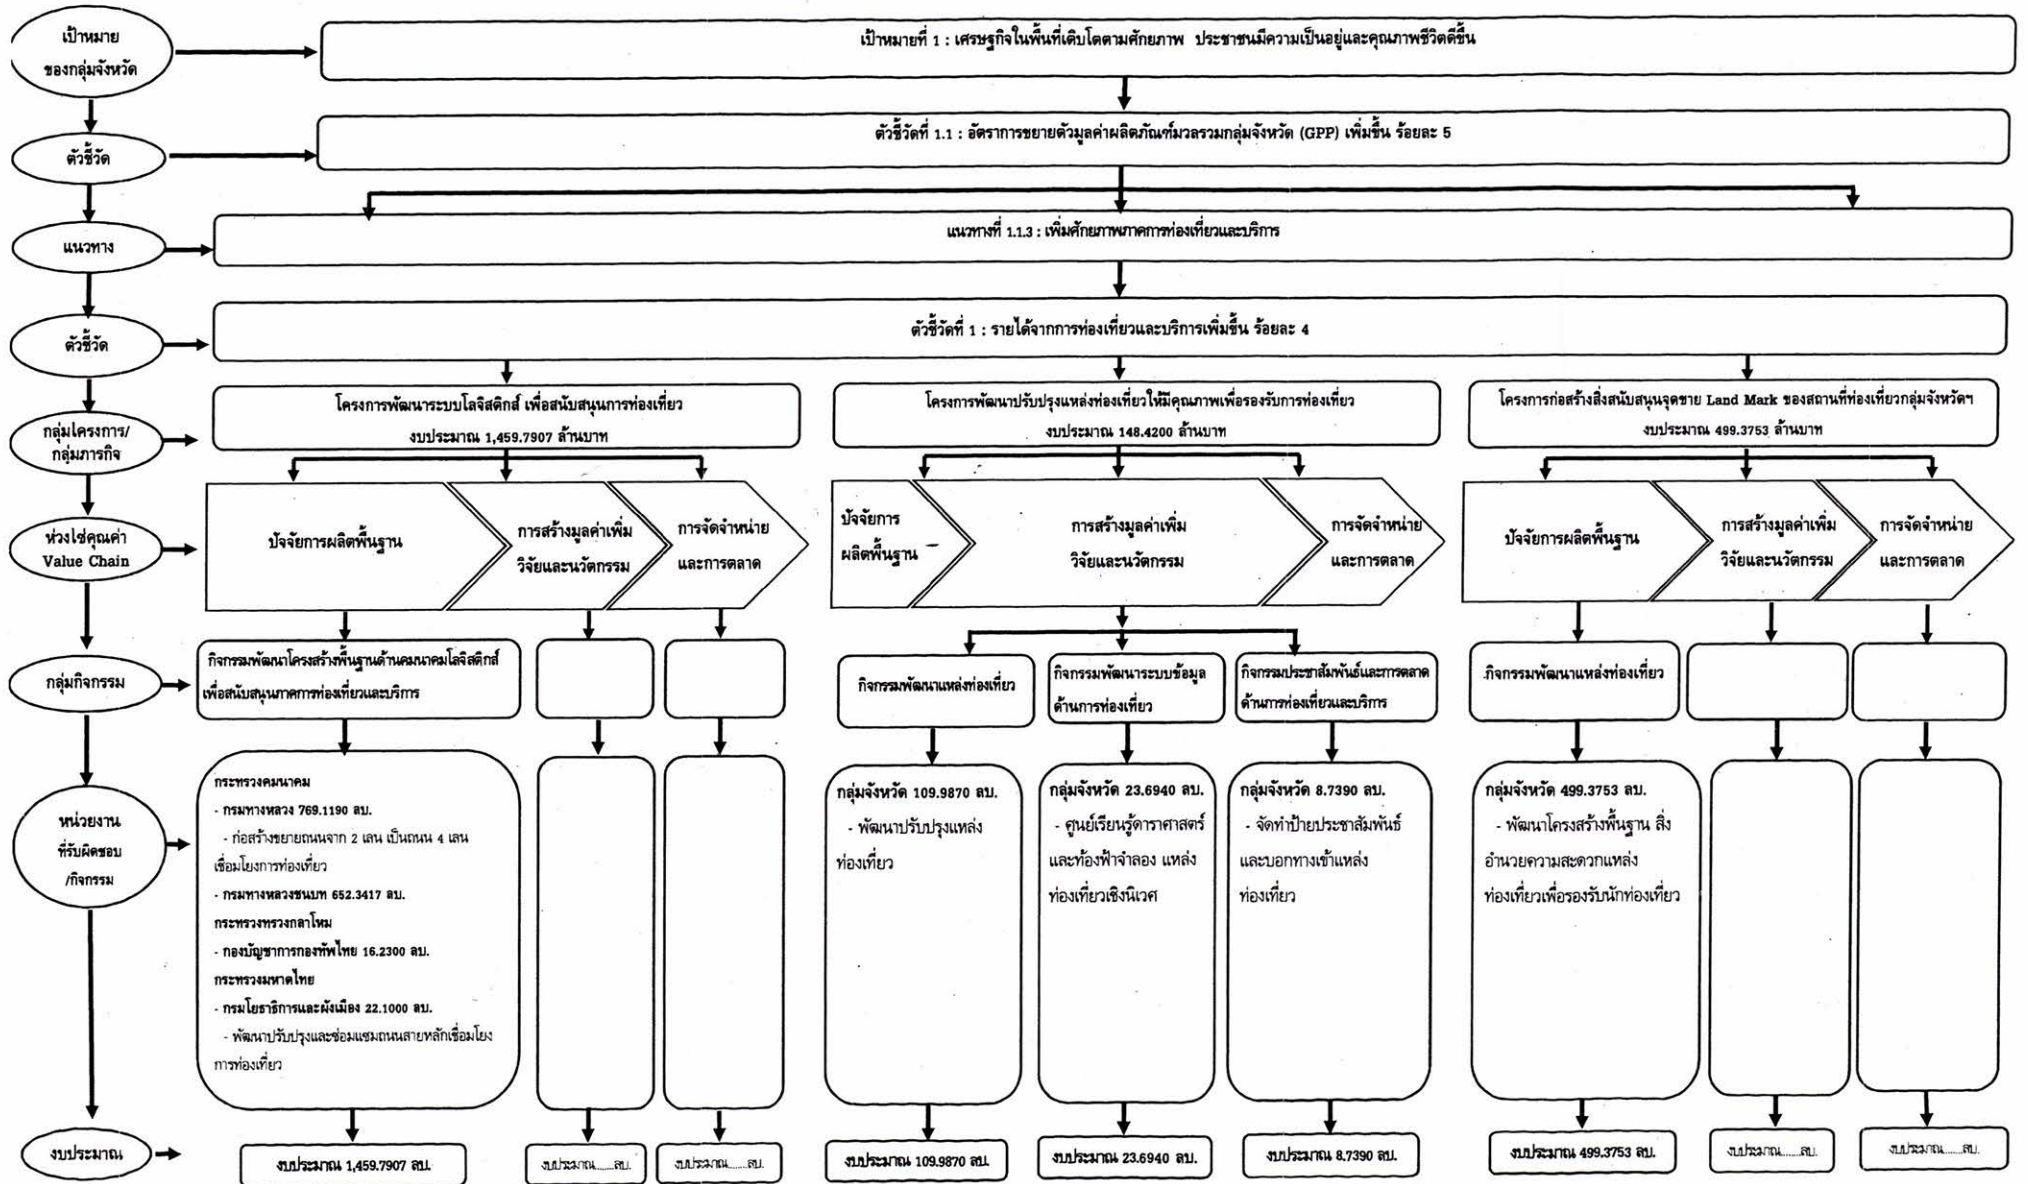 เป้าหมาย
ของกลุ่มจังหวัด
เป้าหมายที่ 1 : เศรษฐกิจในพื้นที่เติบโตตามศักยภาพ ประชาชนมีความเป็นอยู่และคุณภาพชีวิตดีขึ้น
ตัวชี้วัด
ตัวชี้วัดที่ 1.1 : อัตราการขยายตัวมูลค่าผลิตภัณฑ์มวลรวมกลุ่มจังหวัด (GPP) เพิ่มขึ้น ร้อยละ 5
แนวทาง
แนวทางที่ 1.1.3 : เพิ่มศักยภาพภาคการท่องเที่ยวและบริการ
ตัวชี้วัด
ตัวชี้วัดที่ 1 : รายได้จากการท่องเที่ยวและบริการเพิ่มขึ้น ร้อยละ 4
กลุ่มโครงการ/
กลุ่มภารกิจ
โครงการพัฒนาระบบโลจิสติกส์ เพื่อสนับสนุนการท่องเที่ยว
งบประมาณ 1,459.7907 ล้านบาท
โครงการพัฒนาปรับปรุงแหล่งท่องเที่ยวให้มีคุณภาพเพื่อรองรับการท่องเที่ยว
งบประมาณ 148.4200 ล้านบาท
โครงการก่อสร้างสิ่งสนับสนุนจุดขาย Land Mark ของสถานที่ท่องเที่ยวกลุ่มจังหวัดฯ
งบประมาณ 499.3753 ล้านบาท
ห่วงโซ่คุณค่า
Value Chain
ปัจจัยการผลิตพื้นฐาน
การสร้างมูลค่าเพิ่ม
วิจัยและนวัตกรรม
การจัดจำหน่าย
และการตลาด
ปัจจัยการ
ผลิตพื้นฐาน
การสร้างมูลค่าเพิ่ม
วิจัยและนวัตกรรม
การจัดจำหน่าย
และการตลาด
ปัจจัยการผลิตพื้นฐาน
การสร้างมูลค่าเพิ่ม
วิจัยและนวัตกรรม
การจัดจำหน่าย
และการตลาด
กลุ่มกิจกรรม
กิจกรรมพัฒนาโครงสร้างพื้นฐานด้านคมนาคมโลจิสติกส์
เพื่อสนับสนุนภาคการท่องเที่ยวและบริการ
กิจกรรมพัฒนาแหล่งท่องเที่ยว
กิจกรรมพัฒนาระบบข้อมูล
ด้านการท่องเที่ยว
กิจกรรมประชาสัมพันธ์และการตลาด
ด้านการท่องเที่ยวและบริการ
กิจกรรมพัฒนาแหล่งท่องเที่ยว
หน่วยงาน
ที่รับผิดชอบ
/กิจกรรม
กระทรวงคมนาคม
- กรมทางหลวง 769.1190 ลบ.
- ก่อสร้างขยายถนนจาก 2 เลน เป็นถนน 4 เลน
เชื่อมโยงการท่องเที่ยว
- กรมทางหลวงชนบท 652.3417 ลบ.
กระทรวงทรวงกลาโหม
- กองบัญชาการกองทัพไทย 16.2300 ลบ.
กระทรวงมหาดไทย
- กรมโยธาธิการและผังเมือง 22.1000 ลบ.
- พัฒนาปรับปรุงและซ่อมแซมถนนสายหลักเชื่อมโยง
การท่องเที่ยว
กลุ่มจังหวัด 109.9870 ลบ.
- พัฒนาปรับปรุงแหล่ง
ท่องเที่ยว
กลุ่มจังหวัด 23.6940 ลบ.
- ศูนย์เรียนรู้ดาราศาสตร์
และท้องฟ้าจำลอง แหล่ง
ท่องเที่ยวเชิงนิเวศ
กลุ่มจังหวัด 8.7390 ลบ.
- จัดทำป้ายประชาสัมพันธ์
และบอกทางเข้าแหล่ง
ท่องเที่ยว
กลุ่มจังหวัด 499.3753 ลบ.
- พัฒนาโครงสร้างพื้นฐาน สิ่ง
อำนวยความสะดวกแหล่ง
ท่องเที่ยวเพื่อรองรับนักท่องเที่ยว
งบประมาณ
งบประมาณ 1,459.7907 ลบ.
งบประมาณ.......ลบ.
งบประมาณ.......ลบ.
งบประมาณ 109.9870 ลบ.
งบประมาณ 23.6940 ลบ.
งบประมาณ 8.7390 ลบ.
งบประมาณ 499.3753 ลบ.
งบประมาณ.......ลบ.
งบประมาณ.......ลบ.